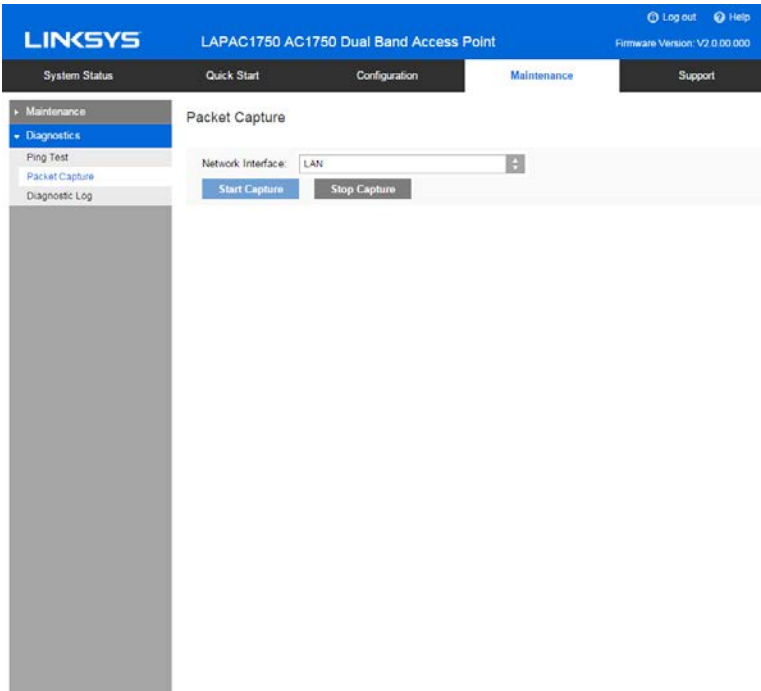 Log out Help
LINKSYS LAPAC1750 AC1750 Dual Band Access Point Firmware Version: V2.0.00.000
System Status Quick Start Configuration Maintenance Support
Maintenance
Diagnostics
Ping Test
Packet Capture
Diagnostic Log
Packet Capture
Network Interface: LAN
Start Capture Stop Capture